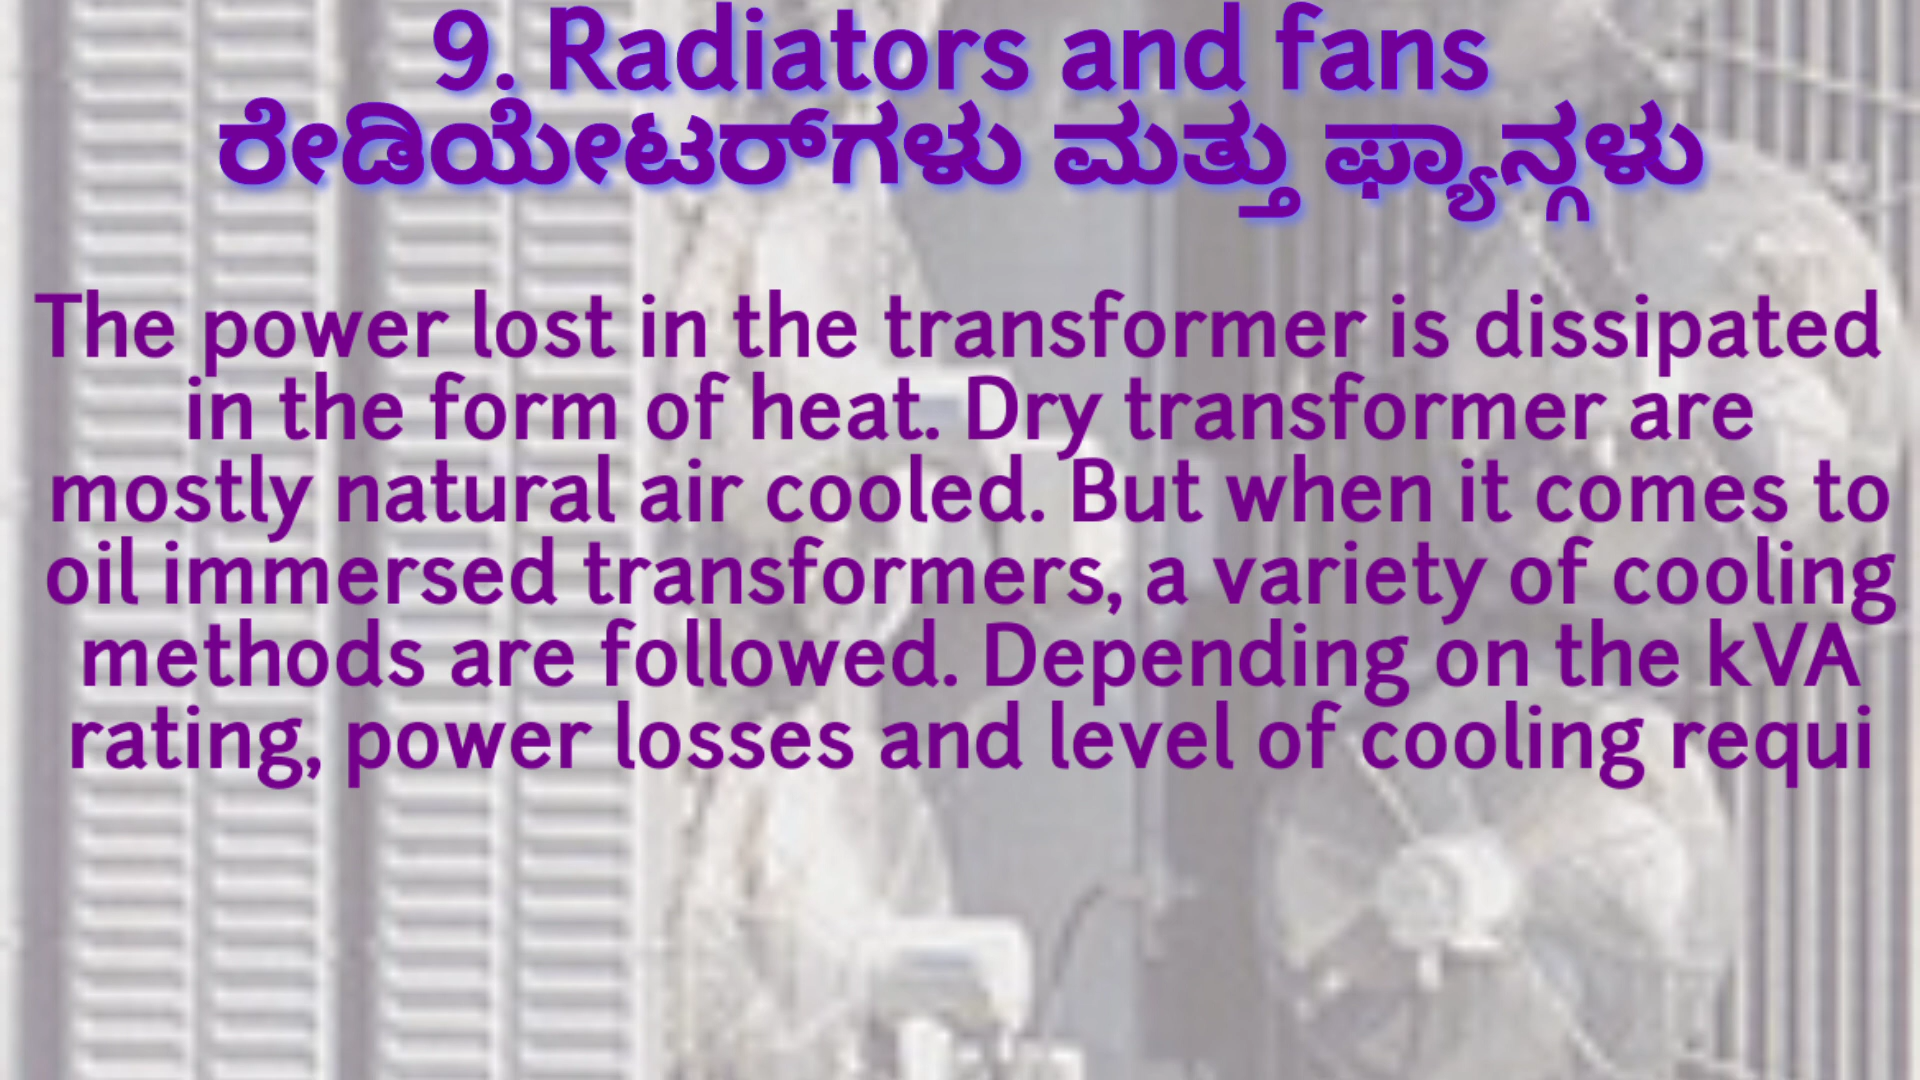 9. Radiators and fans
ರೇಡಿಯೇಟರ್‌ಗಳು ಮತ್ತು ಫ್ಯಾನ್ಗಳು
The power lost in the transformer is dissipated
in the form of heat. Dry transformer are
mostly natural air cooled. But when it comes to
oil immersed transformers, a variety of cooling
methods are followed. Depending on the kVA
rating, power losses and level of cooling requi